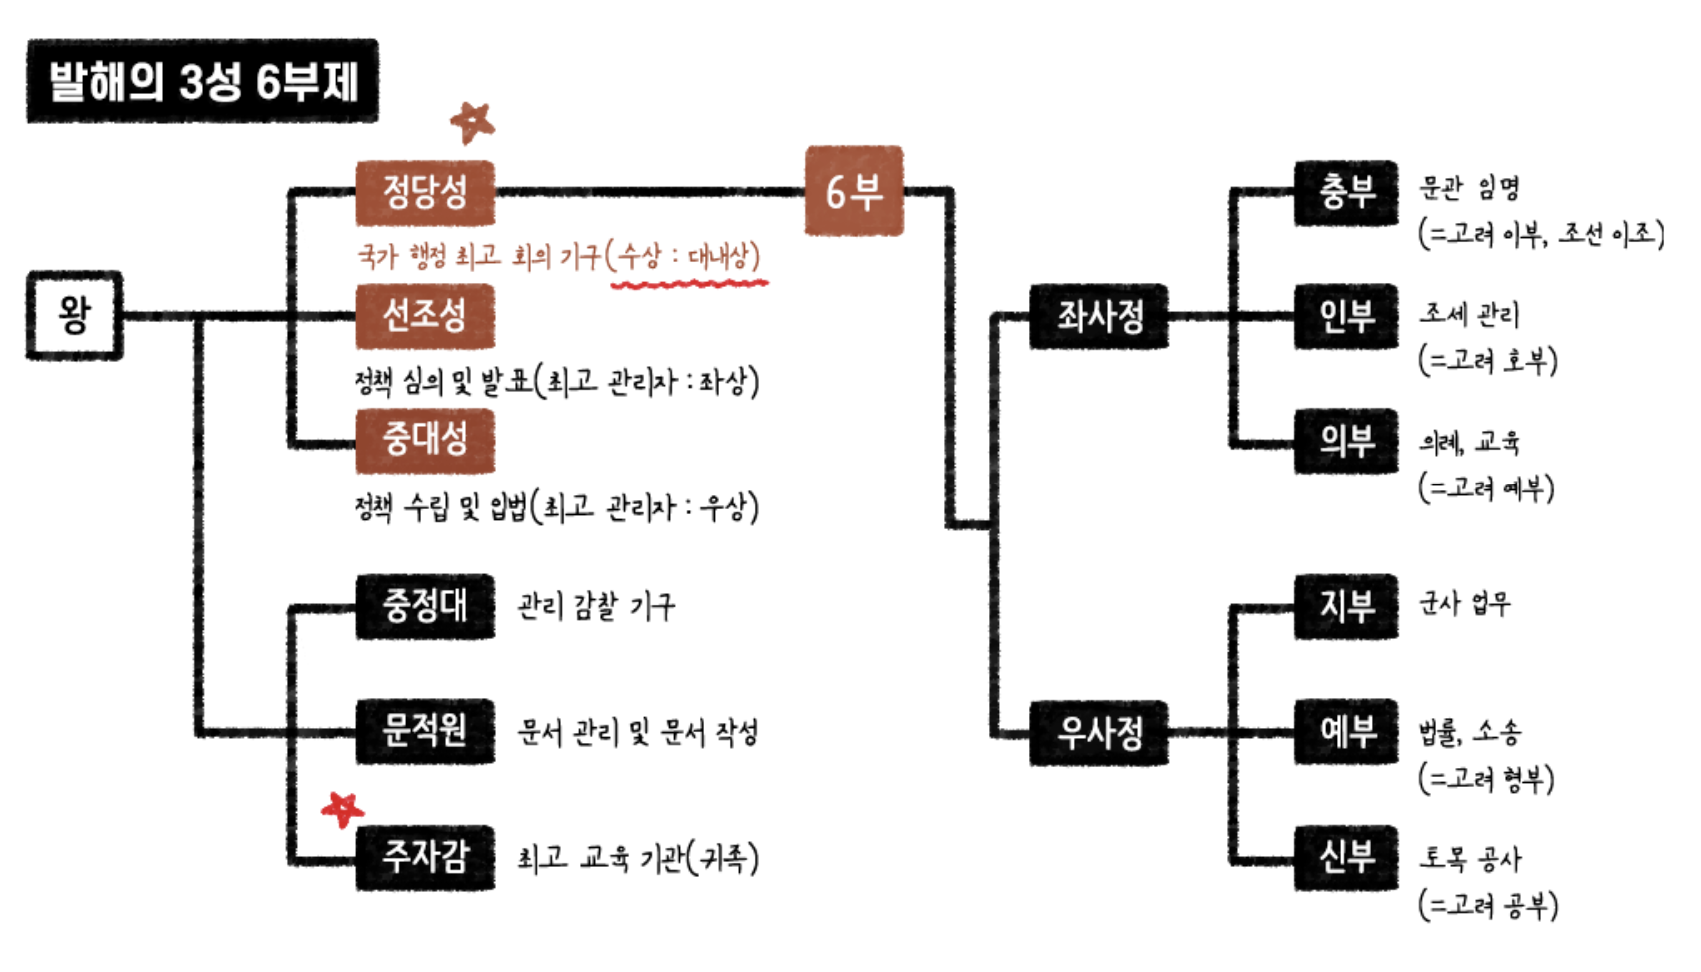 발해의 3성 6부제
왕
정당성
국가 행정 최고 회의 기구(수상 : 대내상)
선조성
정책 심의 및 발표(최고 관리자 : 좌상)
중대성
정책 수립 및 입법(최고 관리자 : 우상)
중정대
관리 감찰 기구
문적원
문서 관리 및 문서 작성
주자감
최고 교육 기관(귀족)
6부
좌사정
충부
문관 임명
(=고려 이부, 조선 이조)
인부
조세 관리
(=고려 호부)
의부
의례, 교육
(=고려 예부)
우사정
지부
군사 업무
예부
법률, 소송
(=고려 형부)
신부
토목 공사
(=고려 공부)